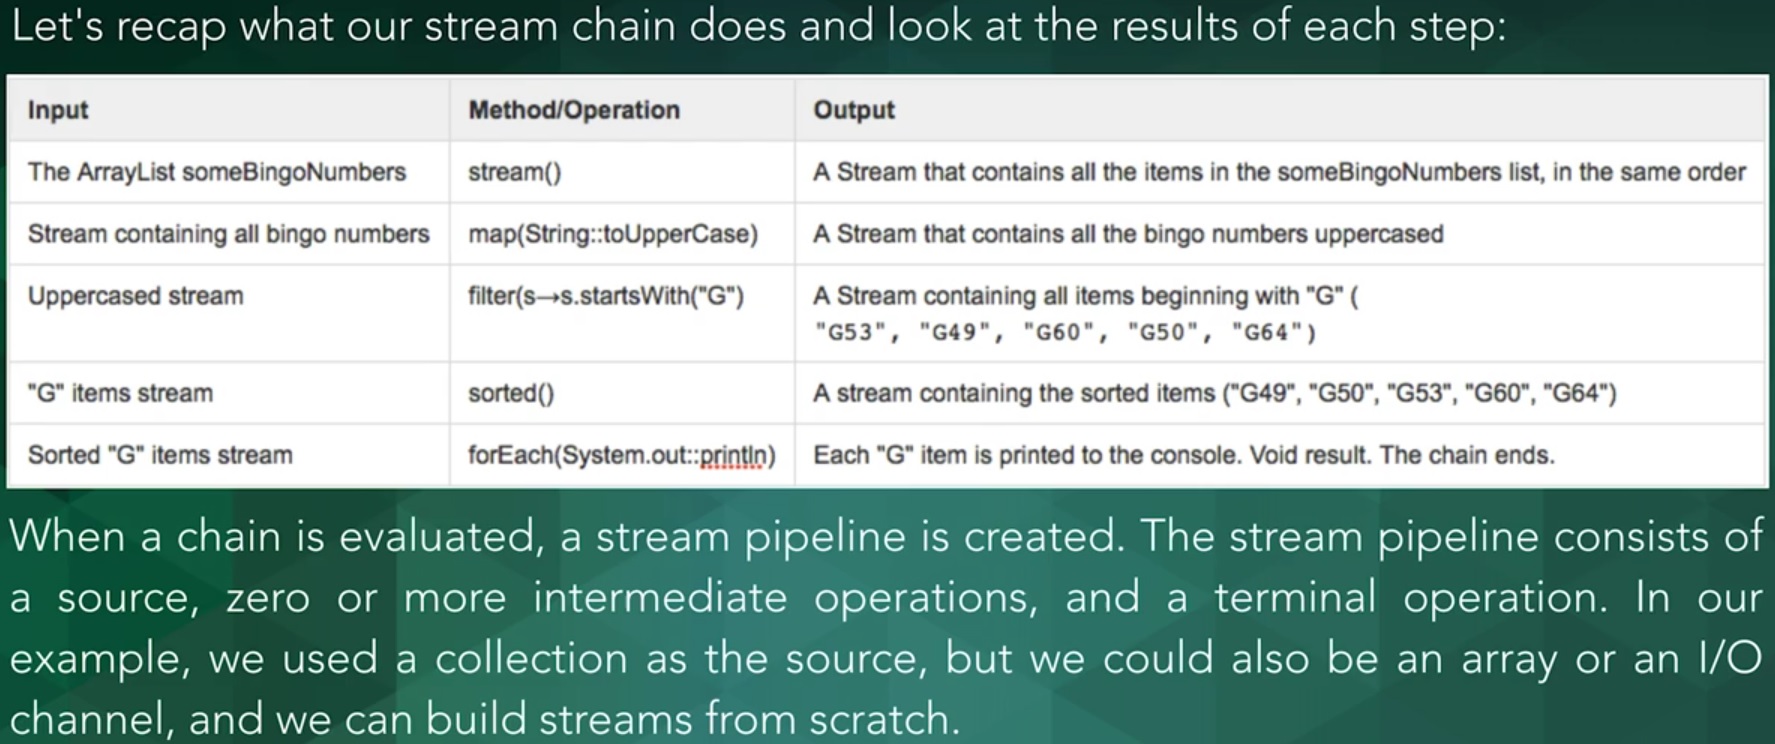 Let's recap what our stream chain does and look at the results of each step:
Input Method/Operation Output
The ArrayList someBingoNumbers stream() A Stream that contains all the items in the someBingoNumbers list, in the same order
Stream containing all bingo numbers map(String::toUpperCase) A Stream that contains all the bingo numbers uppercased
Uppercased stream filter(s→s.startsWith("G") A Stream containing all items beginning with "G" (
"G53", "G49", "G60", "G50", "G64")
"G" items stream sorted() A stream containing the sorted items ("G49", "G50", "G53", "G60", "G64")
Sorted "G" items stream forEach(System.out::println) Each "G" item is printed to the console. Void result. The chain ends.
When a chain is evaluated, a stream pipeline is created. The stream pipeline consists of
a source, zero or more intermediate operations, and a terminal operation. In our
example, we used a collection as the source, but we could also be an array or an I/O
channel, and we can build streams from scratch.